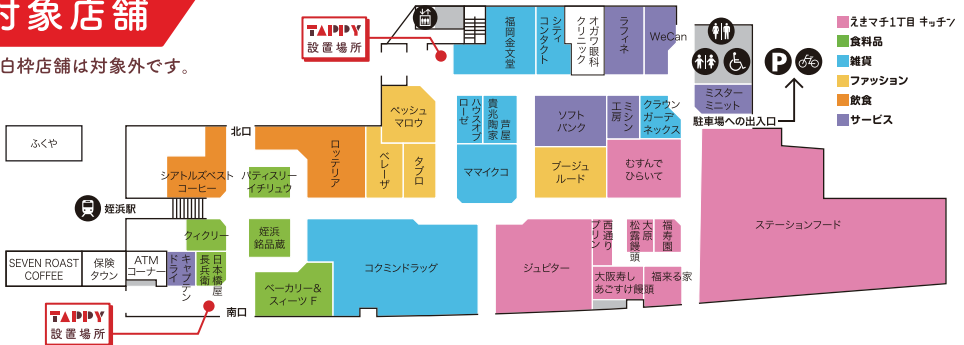 対象店舗
白枠店舗は対象外です。
TAPPY
設置場所
福岡金文堂
シティ
コンタクト
オガワ眼科
クリニック
ラフィネ
WeCan
えきマチ1丁目 キッチン
食料品
雑貨
ファッション
飲食
サービス
ミスター
ミニット
P
駐車場への出入口
ペッシュ
マロウ
ハウスオブ
ローゼ
芦屋
貴兆陶家
ソフト
バンク
ミシン
工房
クラウン
ガーデ
ネックス
ふくや
北口
ロッテリア
ベレーザ
タブロ
ママイクコ
ブージュ
ルード
むすんで
ひらいて
シアトルズベスト
コーヒー
パティスリー
イチリュウ
姪浜駅
クィクリー
姪浜
銘品蔵
コクミンドラッグ
ジュピター
西通り
プリン
大原
松露饅頭
福寿園
ステーションフード
SEVEN ROAST
COFFEE
保険
タウン
ATM
コーナー
キャプテン
ドライ
日本橋屋
長兵衛
ベーカリー&
スィーツ F
大阪寿し
あごすけ饅頭
福来る家
南口
TAPPY
設置場所